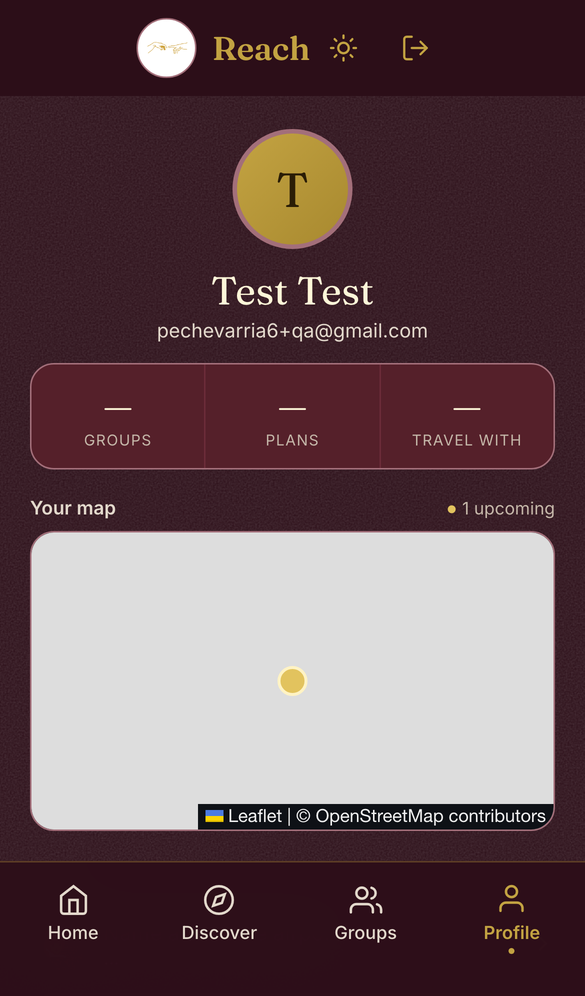 Reach
T
Test Test
pechevarria6+qa@gmail.com
— — —
GROUPS PLANS TRAVEL WITH
Your map 1 upcoming
Leaflet | © OpenStreetMap contributors
Home Discover Groups Profile